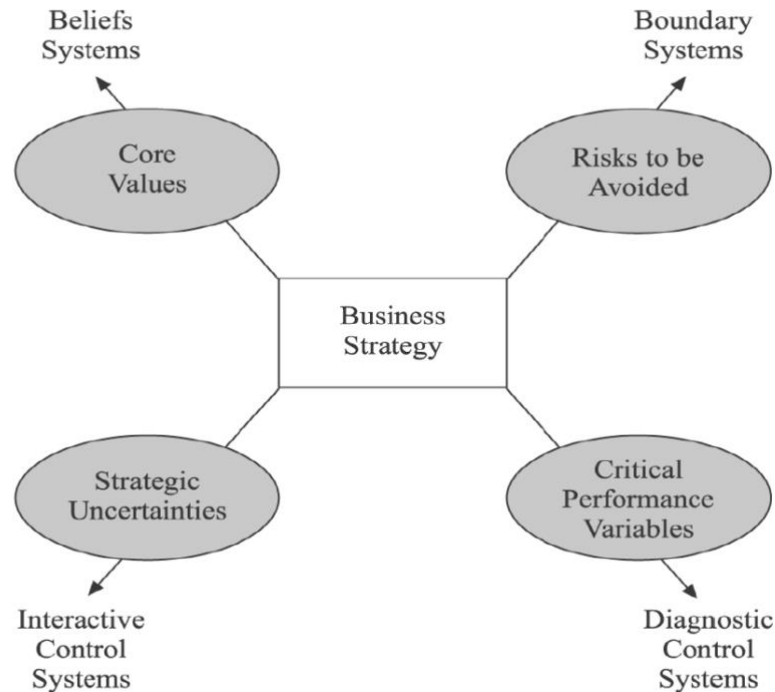 Beliefs
Systems
Boundary
Systems
Core
Values
Risks to be
Avoided
Business
Strategy
Strategic
Uncertainties
Critical
Performance
Variables
Interactive
Control
Systems
Diagnostic
Control
Systems